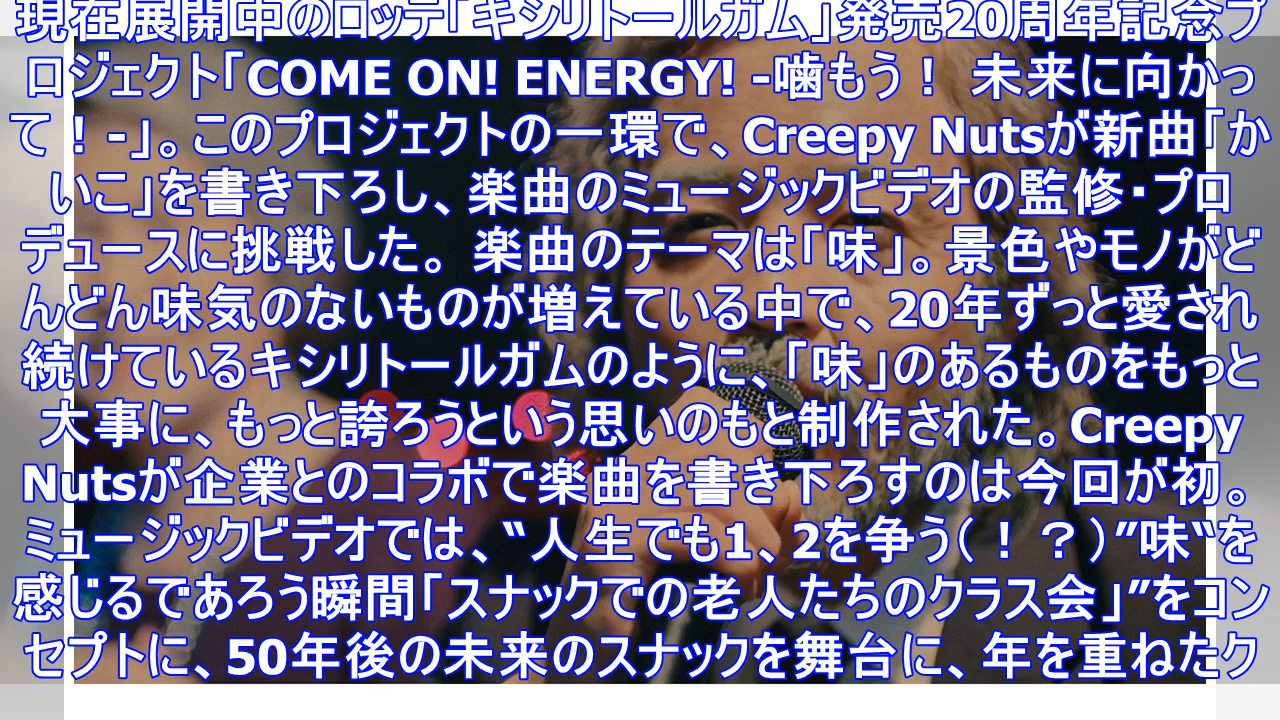 現在展開中のロッテ「キシリトールガム」発売20周年記念プ
ロジェクト「COME ON! ENERGY! -噛もう！ 未来に向かっ
て！-」。このプロジェクトの一環で、Creepy Nutsが新曲「か
いこ」を書き下ろし、楽曲のミュージックビデオの監修・プロ
デュースに挑戦した。 楽曲のテーマは「味」。景色やモノがど
んどん味気のないものが増えている中で、20年ずっと愛され
続けているキシリトールガムのように、「味」のあるものをもっと
大事に、もっと誇ろうという思いのもと制作された。Creepy
Nutsが企業とのコラボで楽曲を書き下ろすのは今回が初。
ミュージックビデオでは、“人生でも1、2を争う(！？)”味“を
感じるであろう瞬間「スナックでの老人たちのクラス会」”をコン
セプトに、50年後の未来のスナックを舞台に、年を重ねたク